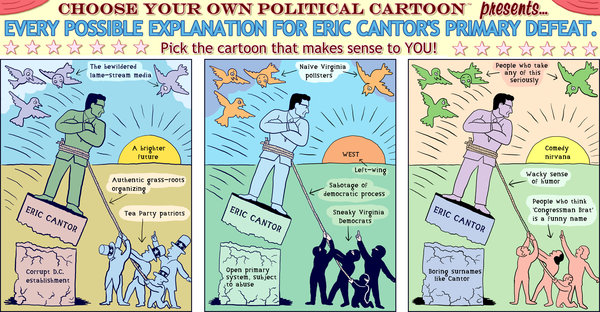 CHOOSE YOUR OWN POLITICAL CARTOON™ presents...
EVERY POSSIBLE EXPLANATION FOR ERIC CANTOR'S PRIMARY DEFEAT.
Pick the cartoon that makes sense to YOU!
The bewildered
lame-stream media
A brighter
future
Authentic grass-roots
organizing
Tea Party patriots
ERIC CANTOR
Corrupt D.C.
establishment
Naive Virginia
pollsters
WEST
Left-wing
Sabotage of
democratic process
Sneaky Virginia
Democrats
ERIC CANTOR
Open primary
system, subject
to abuse
People who take
any of this
seriously
Comedy
nirvana
Wacky sense
of humor
People who think
'Congressman Brat'
is a funny name
ERIC CANTOR
Boring surnames
like Cantor